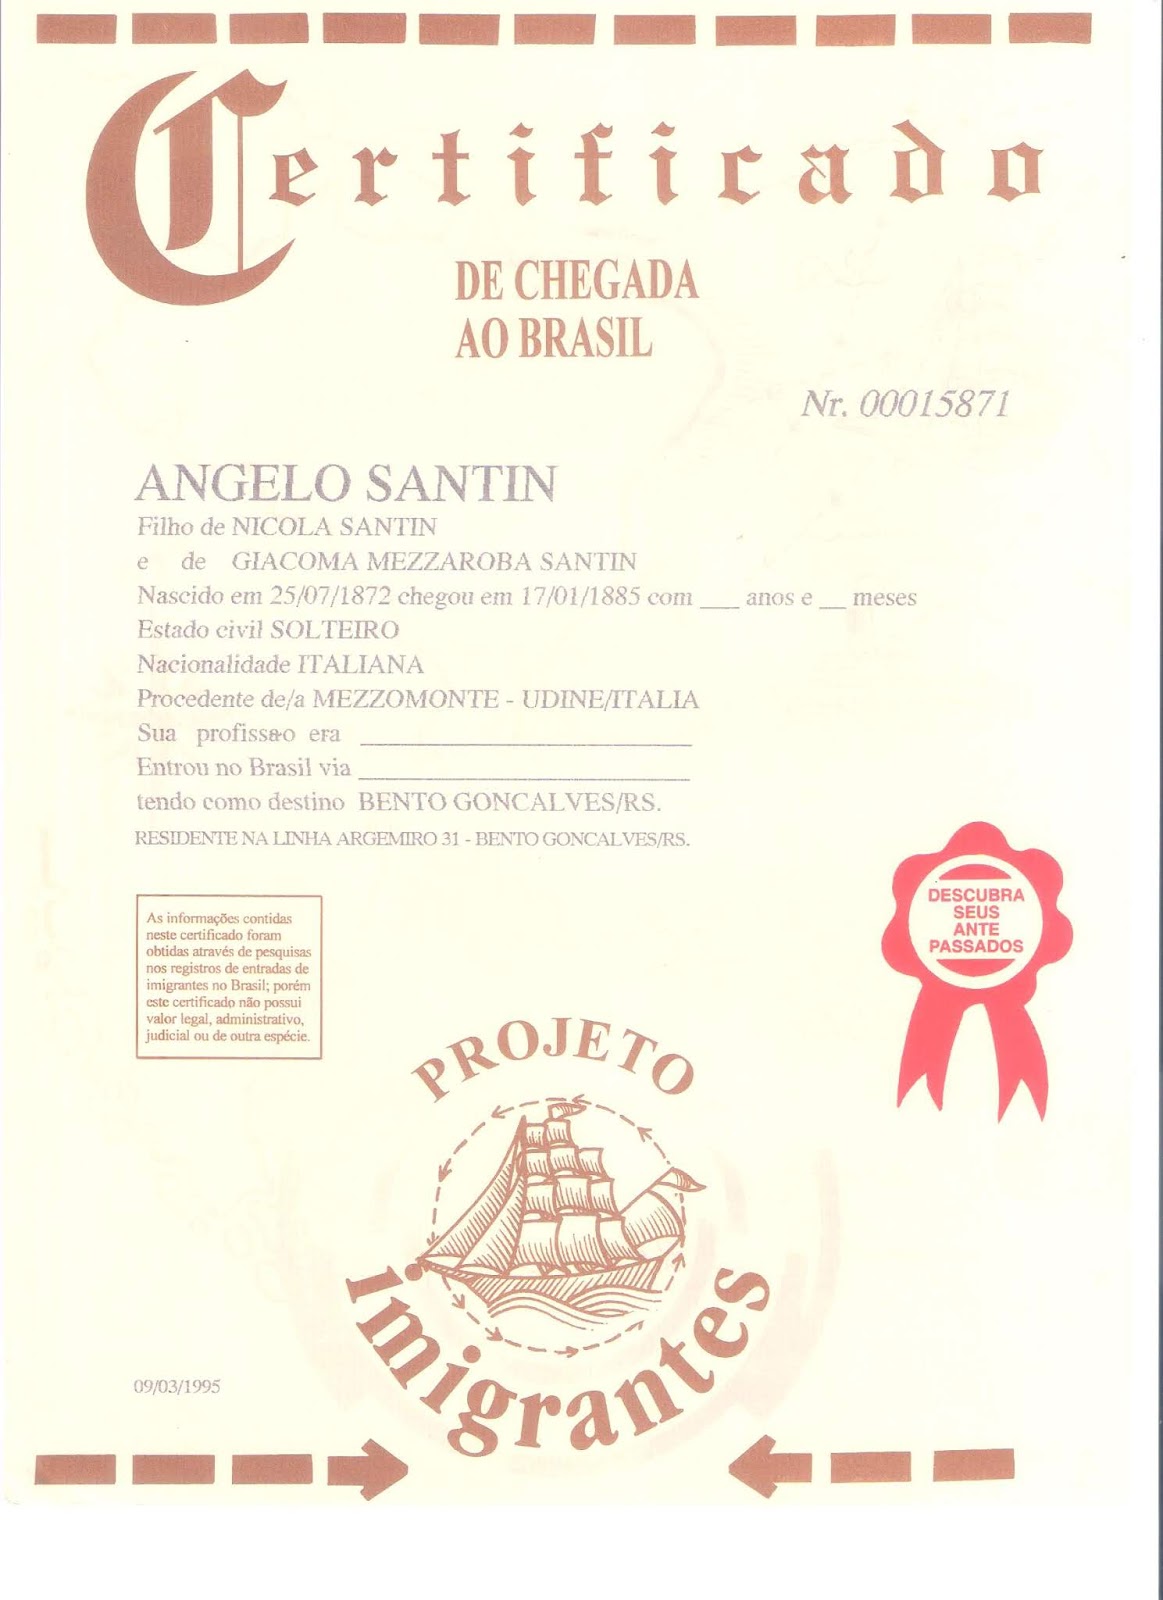 Certificado
DE CHEGADA
AO BRASIL
Nr. 00015871
ANGELO SANTIN
Filho de NICOLA SANTIN
e de GIACOMA MEZZAROBA SANTIN
Nascido em 25/07/1872 chegou em 17/01/1885 com ___ anos e __ meses
Estado civil SOLTEIRO
Nacionalidade ITALIANA
Procedente de/a MEZZOMONTE - UDINE/ITALIA
Sua profissao era ___
Entrou no Brasil via ___
tendo como destino BENTO GONCALVES/RS.
RESIDENTE NA LINHA ARGEMIRO 31 - BENTO GONCALVES/RS.
As informações contidas
neste certificado foram
obtidas através de pesquisas
nos registros de entradas de
imigrantes no Brasil; porém
este certificado não possui
valor legal, administrativo,
judicial ou de outra espécie.
DESCUBRA
SEUS
ANTE
PASSADOS
PROJETO
imigrantes
09/03/1995